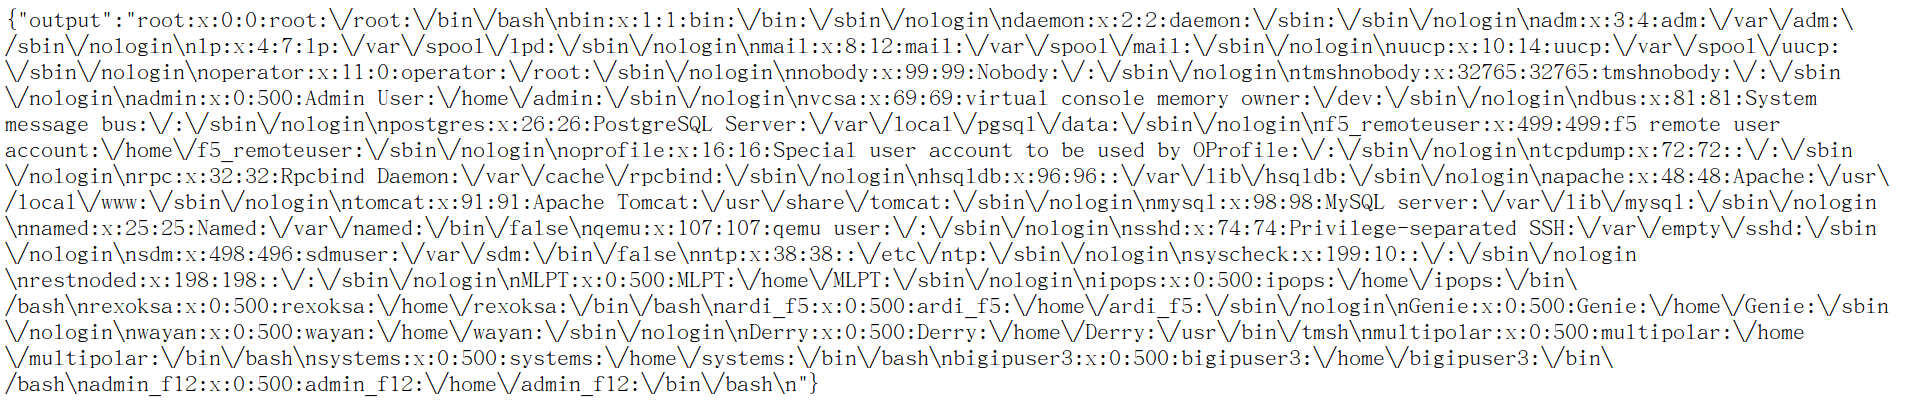 {"output":"root:x:0:0:root:\/root:\/bin\/bash\nbin:x:1:1:bin:\/bin:\/sbin\/nologin\ndaemon:x:2:2:daemon:\/sbin:\/sbin\/nologin\nadm:x:3:4:adm:\/var\/adm:\
/sbin\/nologin\nlp:x:4:7:lp:\/var\/spool\/lpd:\/sbin\/nologin\nmail:x:8:12:mail:\/var\/spool\/mail:\/sbin\/nologin\nuucp:x:10:14:uucp:\/var\/spool\/uucp:
\/sbin\/nologin\noperator:x:11:0:operator:\/root:\/sbin\/nologin\nnobody:x:99:99:Nobody:\/:\/sbin\/nologin\ntmshnobody:x:32765:32765:tmshnobody:\/:\/sbin
\/nologin\nadmin:x:0:500:Admin User:\/home\/admin:\/sbin\/nologin\nvcsa:x:69:69:virtual console memory owner:\/dev:\/sbin\/nologin\ndbus:x:81:81:System
message bus:\/:\/sbin\/nologin\npostgres:x:26:26:PostgreSQL Server:\/var\/local\/pgsql\/data:\/sbin\/nologin\nf5_remoteuser:x:499:499:f5 remote user
account:\/home\/f5_remoteuser:\/sbin\/nologin\noprofile:x:16:16:Special user account to be used by OProfile:\/:\/sbin\/nologin\ntcpdump:x:72:72::\/:\/sbin
\/nologin\nrpc:x:32:32:Rpcbind Daemon:\/var\/cache\/rpcbind:\/sbin\/nologin\nhsqldb:x:96:96::\/var\/lib\/hsqldb:\/sbin\/nologin\napache:x:48:48:Apache:\/usr\
/local\/www:\/sbin\/nologin\ntomcat:x:91:91:Apache Tomcat:\/usr\/share\/tomcat:\/sbin\/nologin\nmysql:x:98:98:MySQL server:\/var\/lib\/mysql:\/sbin\/nologin
\nnamed:x:25:25:Named:\/var\/named:\/bin\/false\nqemu:x:107:107:qemu user:\/:\/sbin\/nologin\nsshd:x:74:74:Privilege-separated SSH:\/var\/empty\/sshd:\/sbin
\/nologin\nsdm:x:498:496:sdmuser:\/var\/sdm:\/bin\/false\nntp:x:38:38::\/etc\/ntp:\/sbin\/nologin\nsyscheck:x:199:10::\/:\/sbin\/nologin
\nrestnoded:x:198:198::\/:\/sbin\/nologin\nMLPT:x:0:500:MLPT:\/home\/MLPT:\/sbin\/nologin\nipops:x:0:500:ipops:\/home\/ipops:\/bin\
/bash\nrexoksa:x:0:500:rexoksa:\/home\/rexoksa:\/bin\/bash\nardi_f5:x:0:500:ardi_f5:\/home\/ardi_f5:\/sbin\/nologin\nGenie:x:0:500:Genie:\/home\/Genie:\/sbin
\/nologin\nwayan:x:0:500:wayan:\/home\/wayan:\/sbin\/nologin\nDerry:x:0:500:Derry:\/home\/Derry:\/usr\/bin\/tmsh\nmultipolar:x:0:500:multipolar:\/home
\/multipolar:\/bin\/bash\nsystems:x:0:500:systems:\/home\/systems:\/bin\/bash\nbigipuser3:x:0:500:bigipuser3:\/home\/bigipuser3:\/bin\
/bash\nadmin_f12:x:0:500:admin_f12:\/home\/admin_f12:\/bin\/bash\n"}